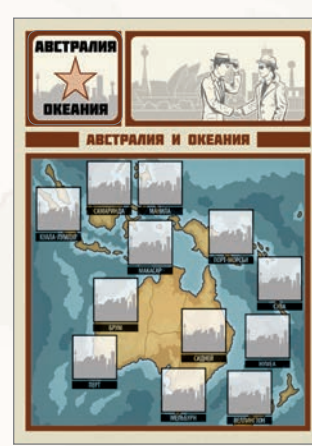 АВСТРАЛИЯ
ОКЕАНИЯ
АВСТРАЛИЯ И ОКЕАНИЯ
САМАРИНДА
МАНИЛА
КУАЛА-ЛУМПУР
ПОРТ-МОРСБИ
МАКАСАР
СУВА
БРУМ
СИДНЕЙ
НУМЕА
ПЕРТ
МЕЛЬБУРН
ВЕЛЛИНГТОН